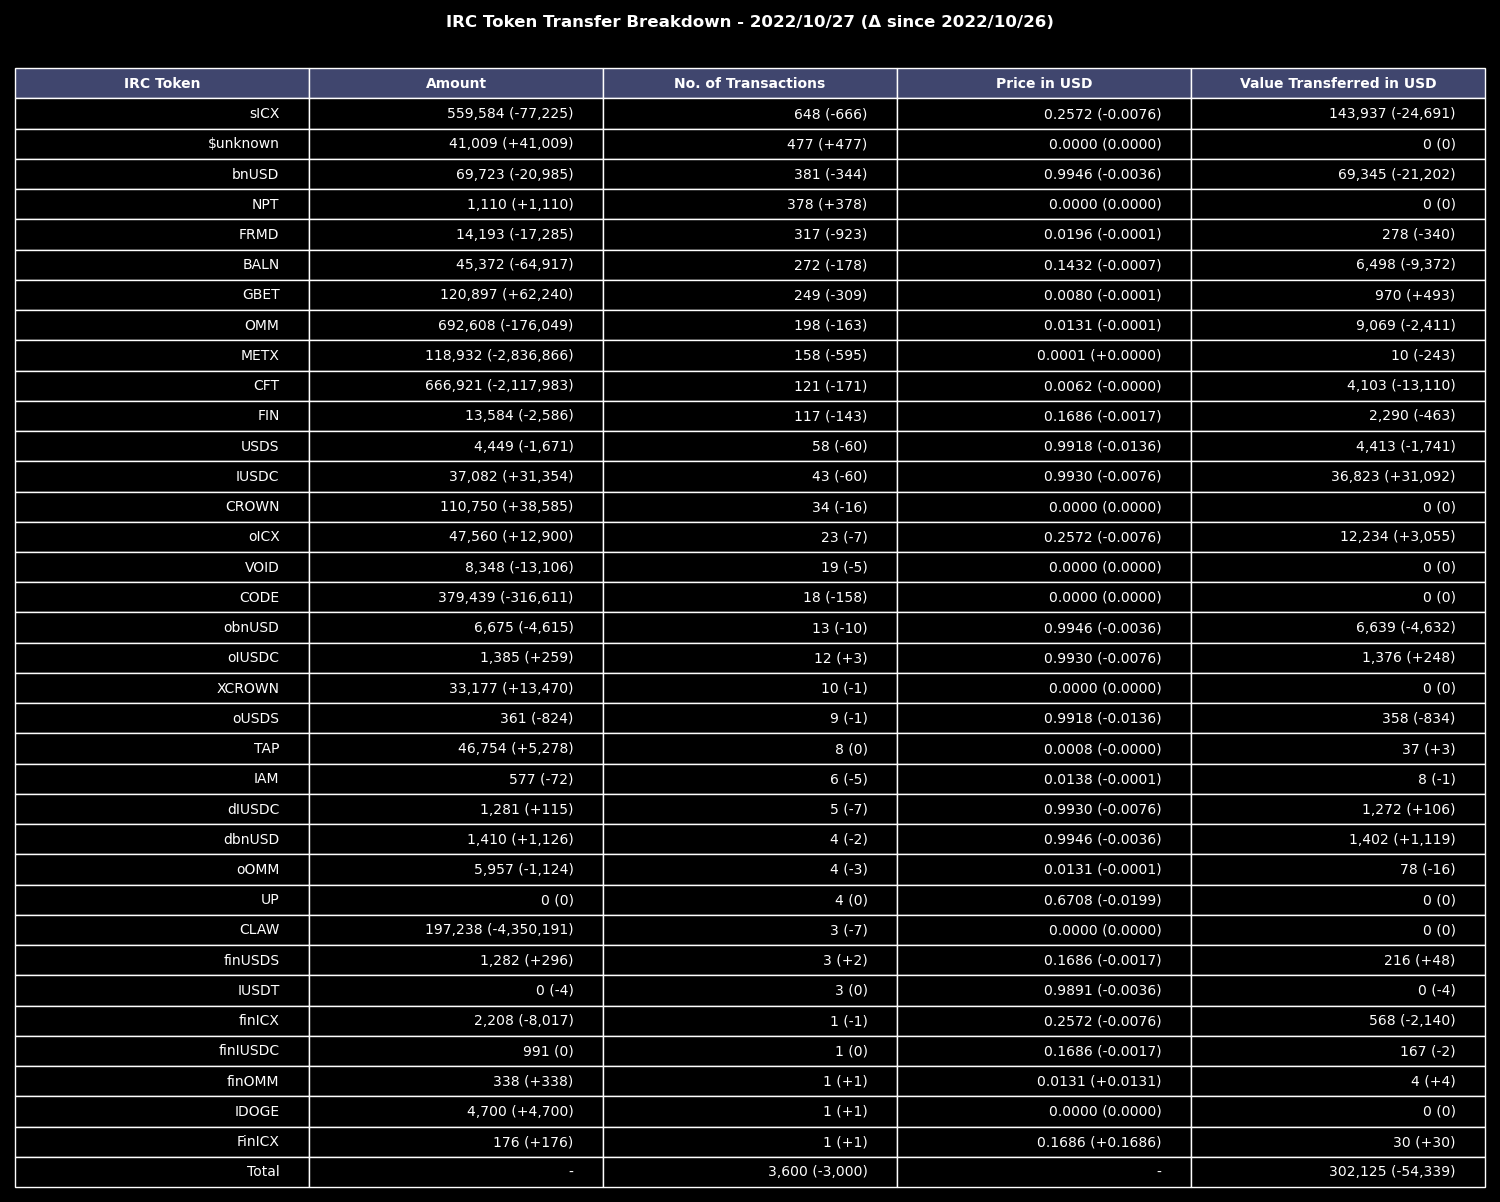 IRC Token Transfer Breakdown - 2022/10/27 (Δ since 2022/10/26)
IRC Token Amount No. of Transactions Price in USD Value Transferred in USD
sICX 559,584 (-77,225) 648 (-666) 0.2572 (-0.0076) 143,937 (-24,691)
$unknown 41,009 (+41,009) 477 (+477) 0.0000 (0.0000) 0 (0)
bnUSD 69,723 (-20,985) 381 (-344) 0.9946 (-0.0036) 69,345 (-21,202)
NPT 1,110 (+1,110) 378 (+378) 0.0000 (0.0000) 0 (0)
FRMD 14,193 (-17,285) 317 (-923) 0.0196 (-0.0001) 278 (-340)
BALN 45,372 (-64,917) 272 (-178) 0.1432 (-0.0007) 6,498 (-9,372)
GBET 120,897 (+62,240) 249 (-309) 0.0080 (-0.0001) 970 (+493)
OMM 692,608 (-176,049) 198 (-163) 0.0131 (-0.0001) 9,069 (-2,411)
METX 118,932 (-2,836,866) 158 (-595) 0.0001 (+0.0000) 10 (-243)
CFT 666,921 (-2,117,983) 121 (-171) 0.0062 (-0.0000) 4,103 (-13,110)
FIN 13,584 (-2,586) 117 (-143) 0.1686 (-0.0017) 2,290 (-463)
USDS 4,449 (-1,671) 58 (-60) 0.9918 (-0.0136) 4,413 (-1,741)
IUSDC 37,082 (+31,354) 43 (-60) 0.9930 (-0.0076) 36,823 (+31,092)
CROWN 110,750 (+38,585) 34 (-16) 0.0000 (0.0000) 0 (0)
oICX 47,560 (+12,900) 23 (-7) 0.2572 (-0.0076) 12,234 (+3,055)
VOID 8,348 (-13,106) 19 (-5) 0.0000 (0.0000) 0 (0)
CODE 379,439 (-316,611) 18 (-158) 0.0000 (0.0000) 0 (0)
obnUSD 6,675 (-4,615) 13 (-10) 0.9946 (-0.0036) 6,639 (-4,632)
oIUSDC 1,385 (+259) 12 (+3) 0.9930 (-0.0076) 1,376 (+248)
XCROWN 33,177 (+13,470) 10 (-1) 0.0000 (0.0000) 0 (0)
oUSDS 361 (-824) 9 (-1) 0.9918 (-0.0136) 358 (-834)
TAP 46,754 (+5,278) 8 (0) 0.0008 (-0.0000) 37 (+3)
IAM 577 (-72) 6 (-5) 0.0138 (-0.0001) 8 (-1)
dIUSDC 1,281 (+115) 5 (-7) 0.9930 (-0.0076) 1,272 (+106)
dbnUSD 1,410 (+1,126) 4 (-2) 0.9946 (-0.0036) 1,402 (+1,119)
oOMM 5,957 (-1,124) 4 (-3) 0.0131 (-0.0001) 78 (-16)
UP 0 (0) 4 (0) 0.6708 (-0.0199) 0 (0)
CLAW 197,238 (-4,350,191) 3 (-7) 0.0000 (0.0000) 0 (0)
finUSDS 1,282 (+296) 3 (+2) 0.1686 (-0.0017) 216 (+48)
IUSDT 0 (-4) 3 (0) 0.9891 (-0.0036) 0 (-4)
finICX 2,208 (-8,017) 1 (-1) 0.2572 (-0.0076) 568 (-2,140)
finIUSDC 991 (0) 1 (0) 0.1686 (-0.0017) 167 (-2)
finOMM 338 (+338) 1 (+1) 0.0131 (+0.0131) 4 (+4)
IDOGE 4,700 (+4,700) 1 (+1) 0.0000 (0.0000) 0 (0)
FinICX 176 (+176) 1 (+1) 0.1686 (+0.1686) 30 (+30)
Total - 3,600 (-3,000) - 302,125 (-54,339)